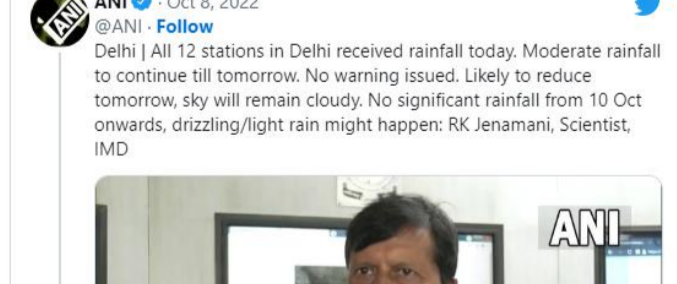 ANI · Oct 8, 2022
@ANI · Follow
Delhi | All 12 stations in Delhi received rainfall today. Moderate rainfall
to continue till tomorrow. No warning issued. Likely to reduce
tomorrow, sky will remain cloudy. No significant rainfall from 10 Oct
onwards, drizzling/light rain might happen: RK Jenamani, Scientist,
IMD
ANI